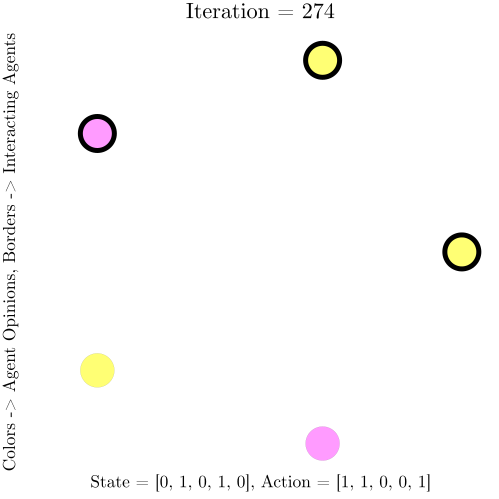 Iteration = 274
Colors -> Agent Opinions, Borders -> Interacting Agents
State = [0, 1, 0, 1, 0], Action = [1, 1, 0, 0, 1]